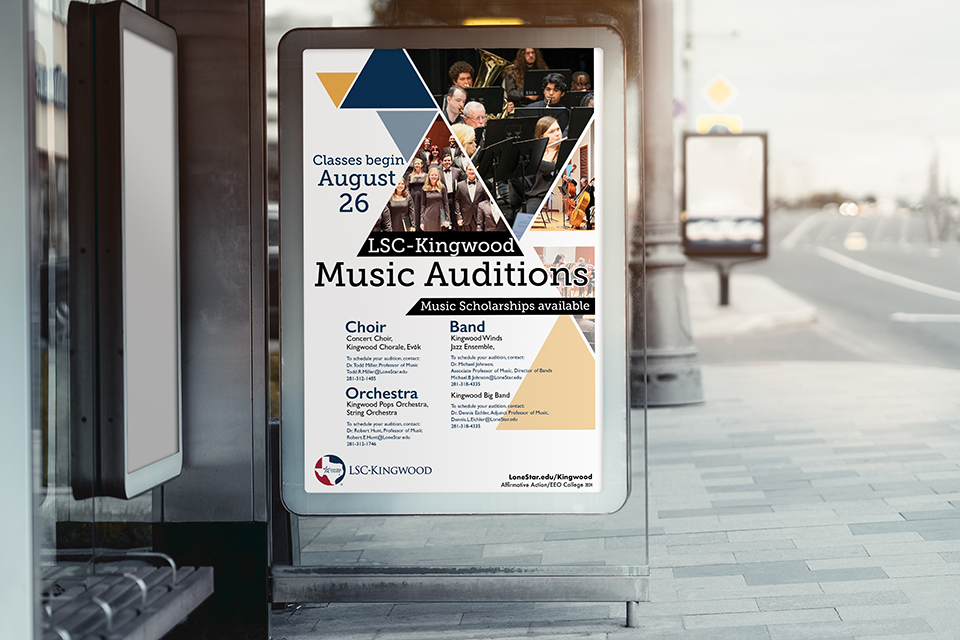 Classes begin
August
26
LSC-Kingwood
Music Auditions
Music Scholarships available
Choir
Concert Choir,
Kingwood Chorale, Evōk
To schedule your audition, contact:
Dr. Todd Miller, Professor of Music
Todd.R.Miller@LoneStar.edu
281-312-1485
Orchestra
Kingwood Pops Orchestra,
String Orchestra
To schedule your audition, contact:
Dr. Robert Hunt, Professor of Music
Robert.E.Hunt@LoneStar.edu
281-312-1746
Band
Kingwood Winds
Jazz Ensemble,
To schedule your audition, contact:
Dr. Michael Johnson,
Associate Professor of Music, Director of Bands
Michael.B.Johnson@LoneStar.edu
281-318-4335
Kingwood Big Band
To schedule your audition, contact:
Dr. Dennis Eichler, Adjunct Professor of Music,
Dennis.L.Eichler@LoneStar.edu
281-318-4335
LSC-Kingwood
LoneStar.edu/Kingwood
Affirmative Action/EEO College